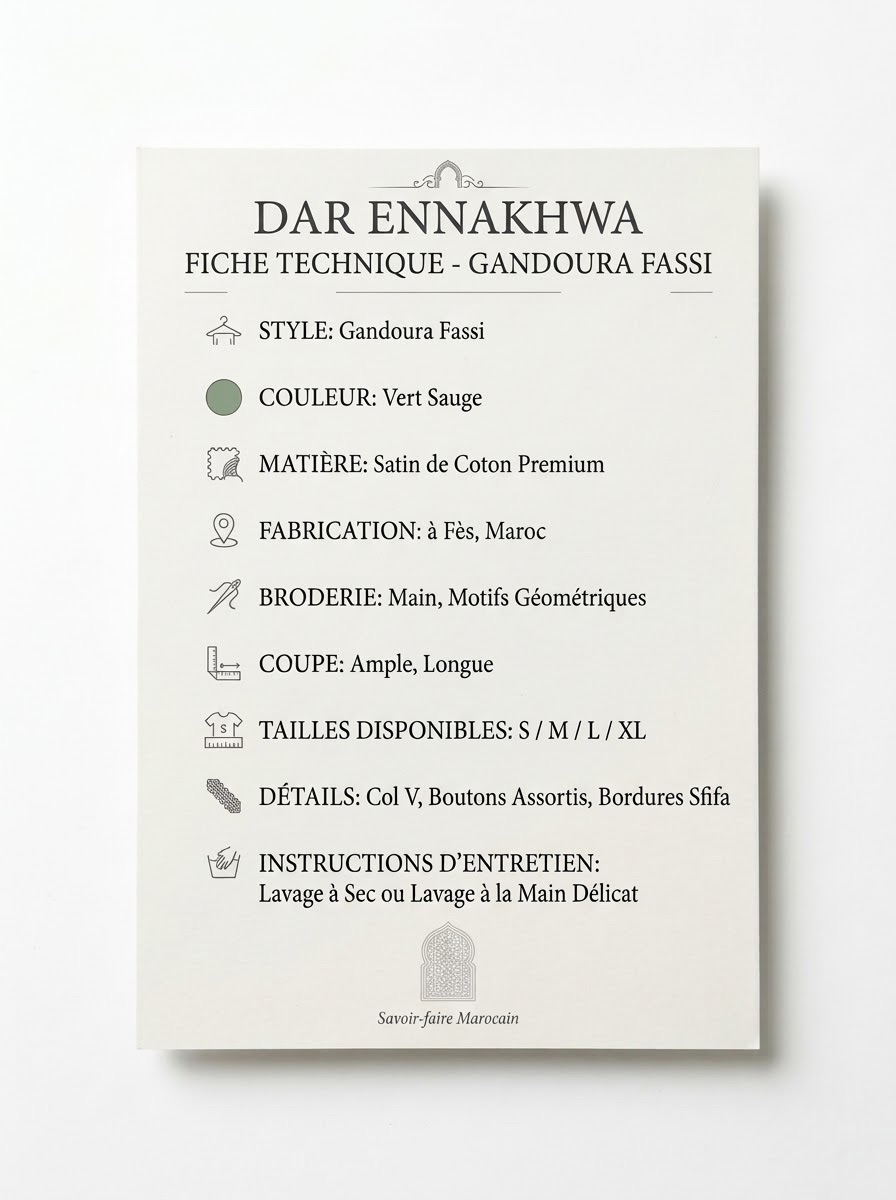 DAR ENNAKHWA
FICHE TECHNIQUE - GANDOURA FASSI
STYLE: Gandoura Fassi
COULEUR: Vert Sauge
MATIÈRE: Satin de Coton Premium
FABRICATION: à Fès, Maroc
BRODERIE: Main, Motifs Géométriques
COUPE: Ample, Longue
S
TAILLES DISPONIBLES: S / M / L / XL
DÉTAILS: Col V, Boutons Assortis, Bordures Sfifa
INSTRUCTIONS D’ENTRETIEN:
Lavage à Sec ou Lavage à la Main Délicat
Savoir-faire Marocain